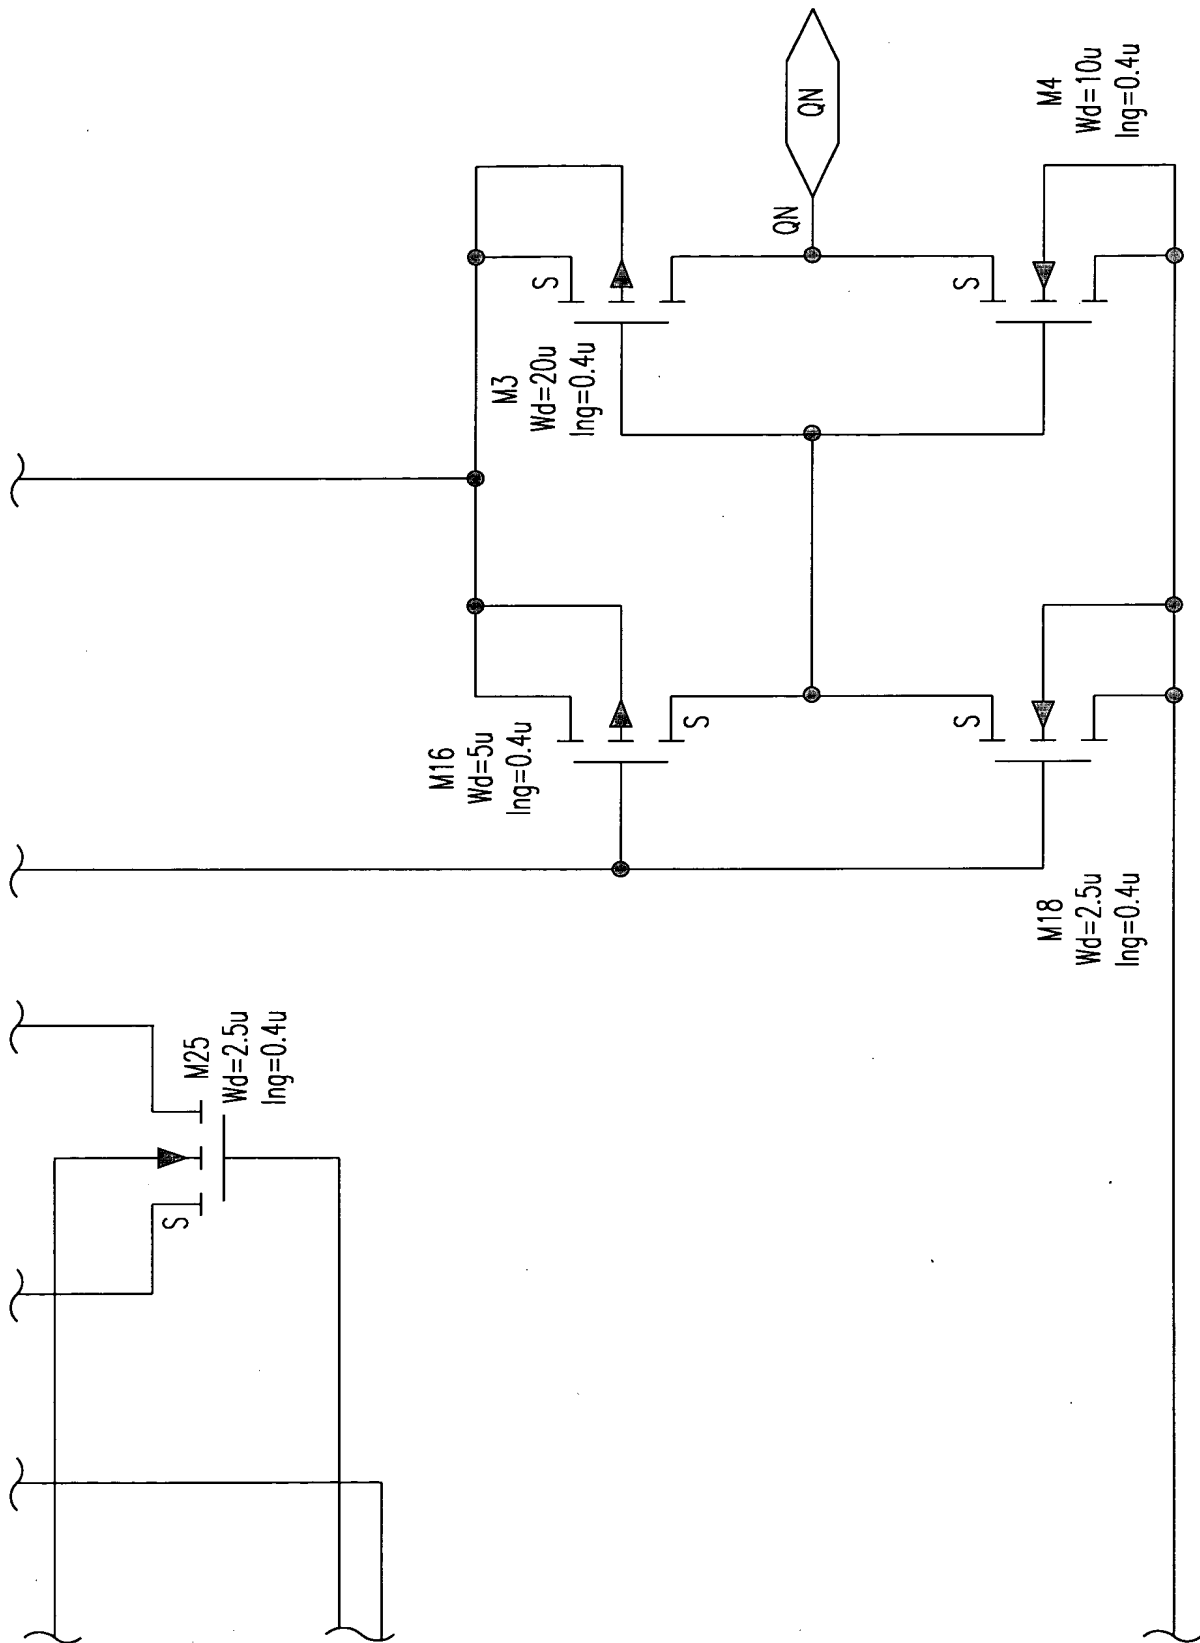 M25
Wd=2.5u
lng=0.4u
S
M16
Wd=5u
lng=0.4u
S
M3
Wd=20u
lng=0.4u
S
QN
QN
S
M18
Wd=2.5u
lng=0.4u
S
M4
Wd=10u
lng=0.4u